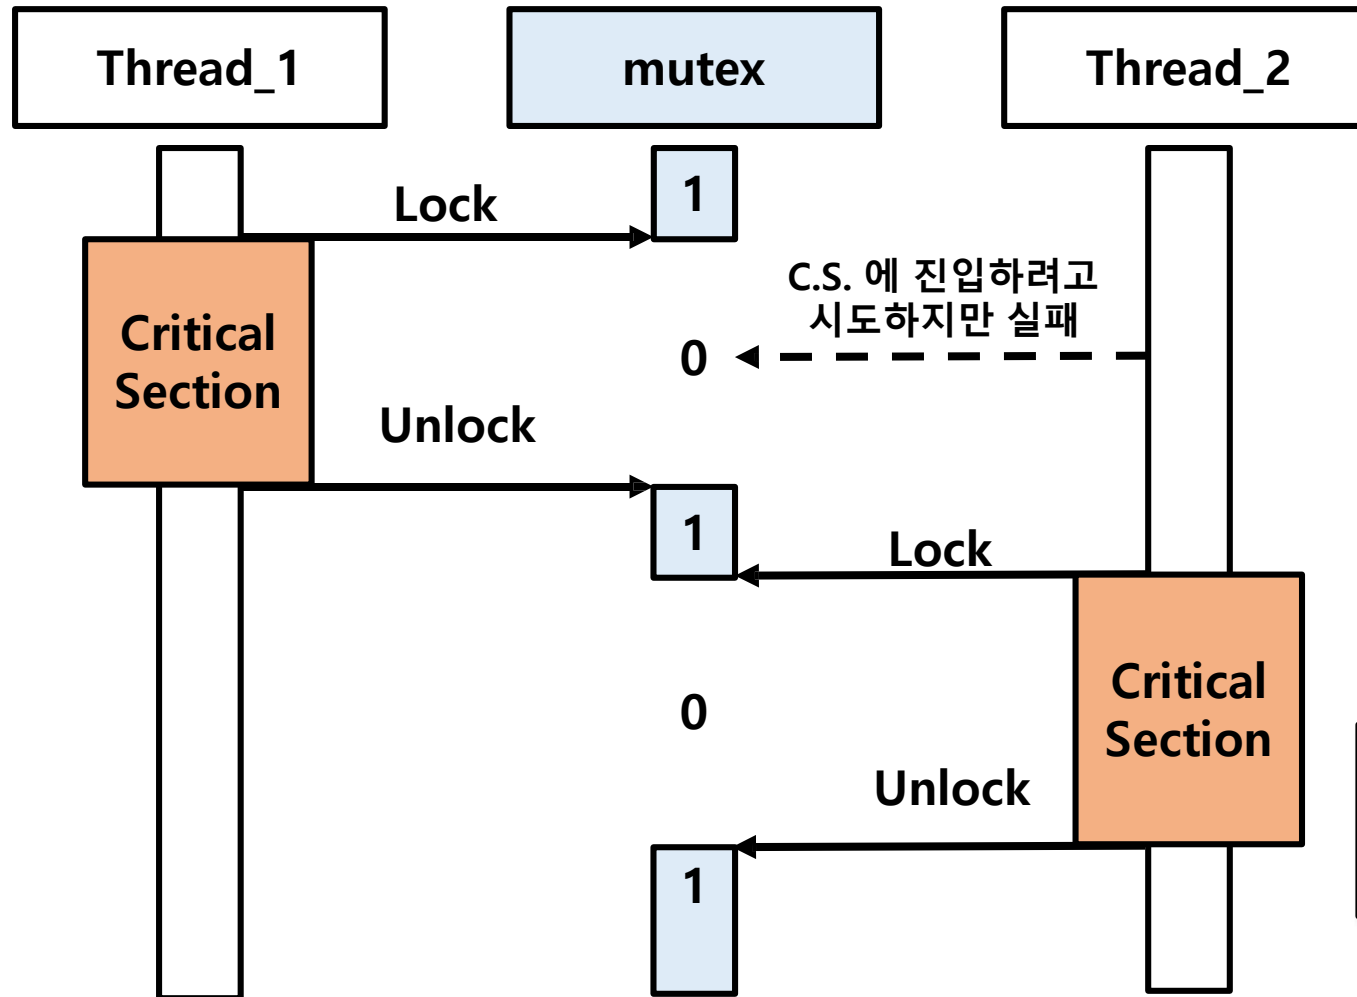 Thread_1
mutex
Thread_2
1
Lock
C.S. 에 진입하려고
시도하지만 실패
Critical
Section
0
Unlock
1
Lock
0
Critical
Section
Unlock
1